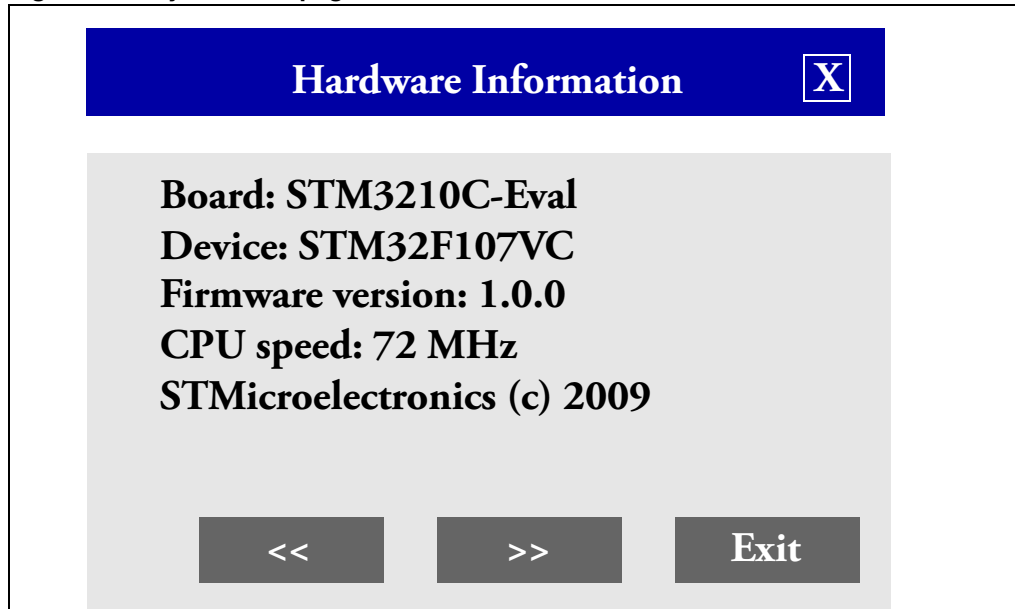 Hardware Information X
Board: STM3210C-Eval
Device: STM32F107VC
Firmware version: 1.0.0
CPU speed: 72 MHz
STMicroelectronics (c) 2009
<< >> Exit